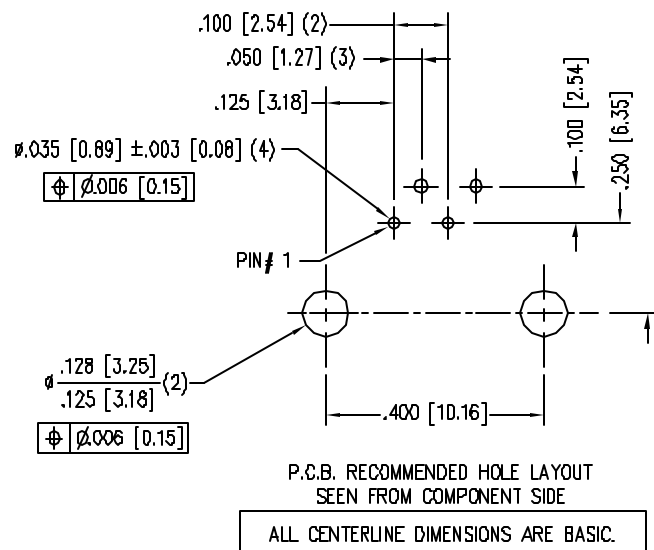 .100 [2.54] (2)
.050 [1.27] (3)
.125 [3.18]
ø.035 [0.89] ±.003 [0.08] (4)
⌖ Ø.006 [0.15]
PIN# 1
.100 [2.54]
.250 [6.35]
ø .128 [3.25]
.125 [3.18] (2)
⌖ Ø.006 [0.15]
.400 [10.16]
P.C.B. RECOMMENDED HOLE LAYOUT
SEEN FROM COMPONENT SIDE
ALL CENTERLINE DIMENSIONS ARE BASIC.